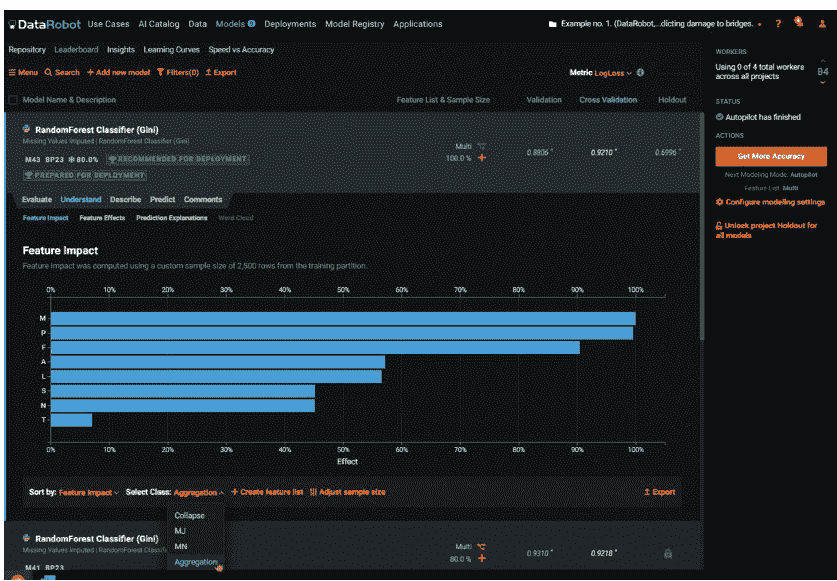 DataRobot Use Cases AI Catalog Data Models Deployments Model Registry Applications Example no. 1. (DataRobot,...dicting damage to bridges. ?
Repository Leaderboard Insights Learning Curves Speed vs Accuracy
Menu Search + Add new model Filters(0) Export Metric LogLoss
Model Name & Description Feature List & Sample Size Validation Cross Validation Holdout
RandomForest Classifier (Gini)
Missing Values Imputed | RandomForest Classifier (Gini)
M43 BP23 80.0% RECOMMENDED FOR DEPLOYMENT
PREPARED FOR DEPLOYMENT
Multi
100.0 % +
0.8806 * 0.9210 * 0.6996 *
Evaluate Understand Describe Predict Comments
Feature Impact Feature Effects Prediction Explanations Word Cloud
Feature Impact
Feature Impact was computed using a custom sample size of 2,500 rows from the training partition.
0% 10% 20% 30% 40% 50% 60% 70% 80% 90% 100%
M
P
F
A
L
S
N
T
0% 10% 20% 30% 40% 50% 60% 70% 80% 90% 100%
Effect
Sort by: Feature Impact Select Class: Aggregation + Create feature list Adjust sample size Export
Collapse
MJ
MN
Aggregation
RandomForest Classifier (Gini)
Missing Values Imputed | RandomForest Classifi
M41 BP23
Multi
80.0 % +
0.9310 * 0.9218 *
WORKERS
Using 0 of 4 total workers
across all projects
84
STATUS
Autopilot has finished
ACTIONS
Get More Accuracy
Next Modeling Mode: Autopilot
Feature List: Multi
Configure modeling settings
Unlock project Holdout for
all models